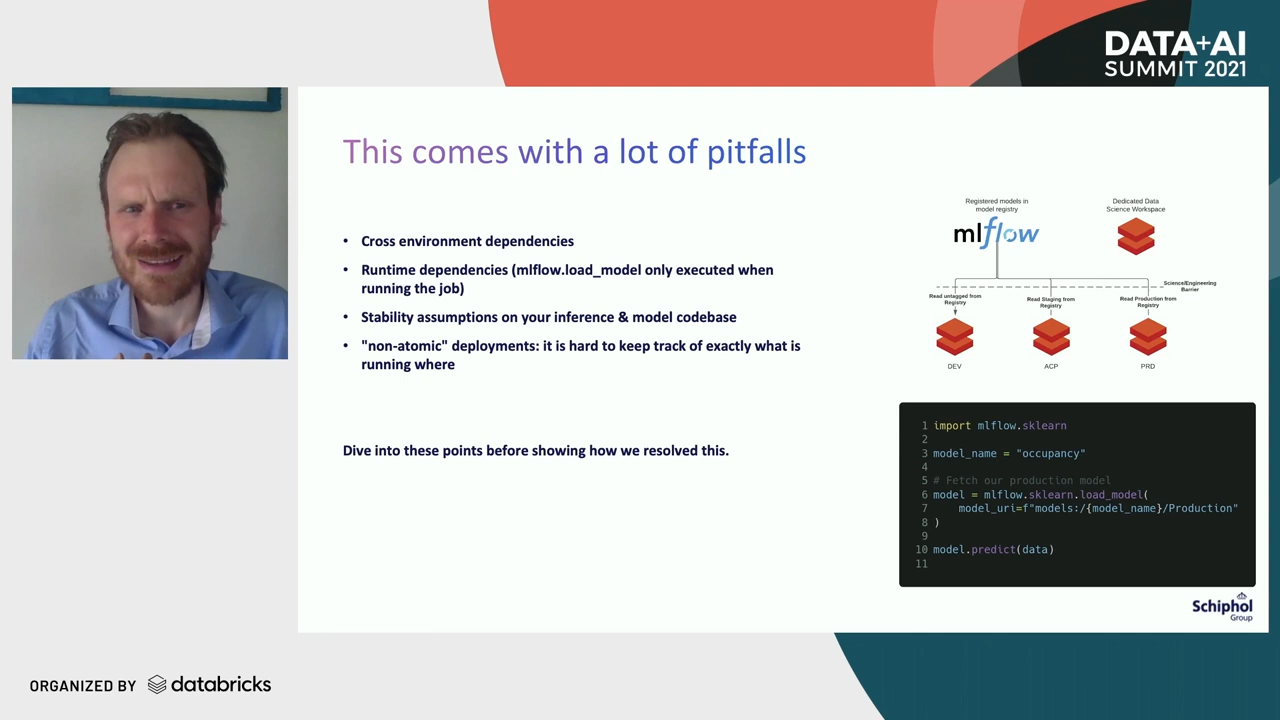 DATA+AI
SUMMIT 2021
This comes with a lot of pitfalls
• Cross environment dependencies
• Runtime dependencies (mlflow.load_model only executed when
running the job)
• Stability assumptions on your inference & model codebase
• "non-atomic" deployments: it is hard to keep track of exactly what is
running where
Dive into these points before showing how we resolved this.
Registered models in
model registry
mlflow
Dedicated Data
Science Workspace
Science/Engineering
Barrier
Read untagged from
Registry
Read Staging from
Registry
Read Production from
Registry
DEV
ACP
PRD
1 import mlflow.sklearn
2
3 model_name = "occupancy"
4
5 # Fetch our production model
6 model = mlflow.sklearn.load_model(
7     model_uri=f"models:/{model_name}/Production"
8 )
9
10 model.predict(data)
11
Schiphol
Group
ORGANIZED BY databricks